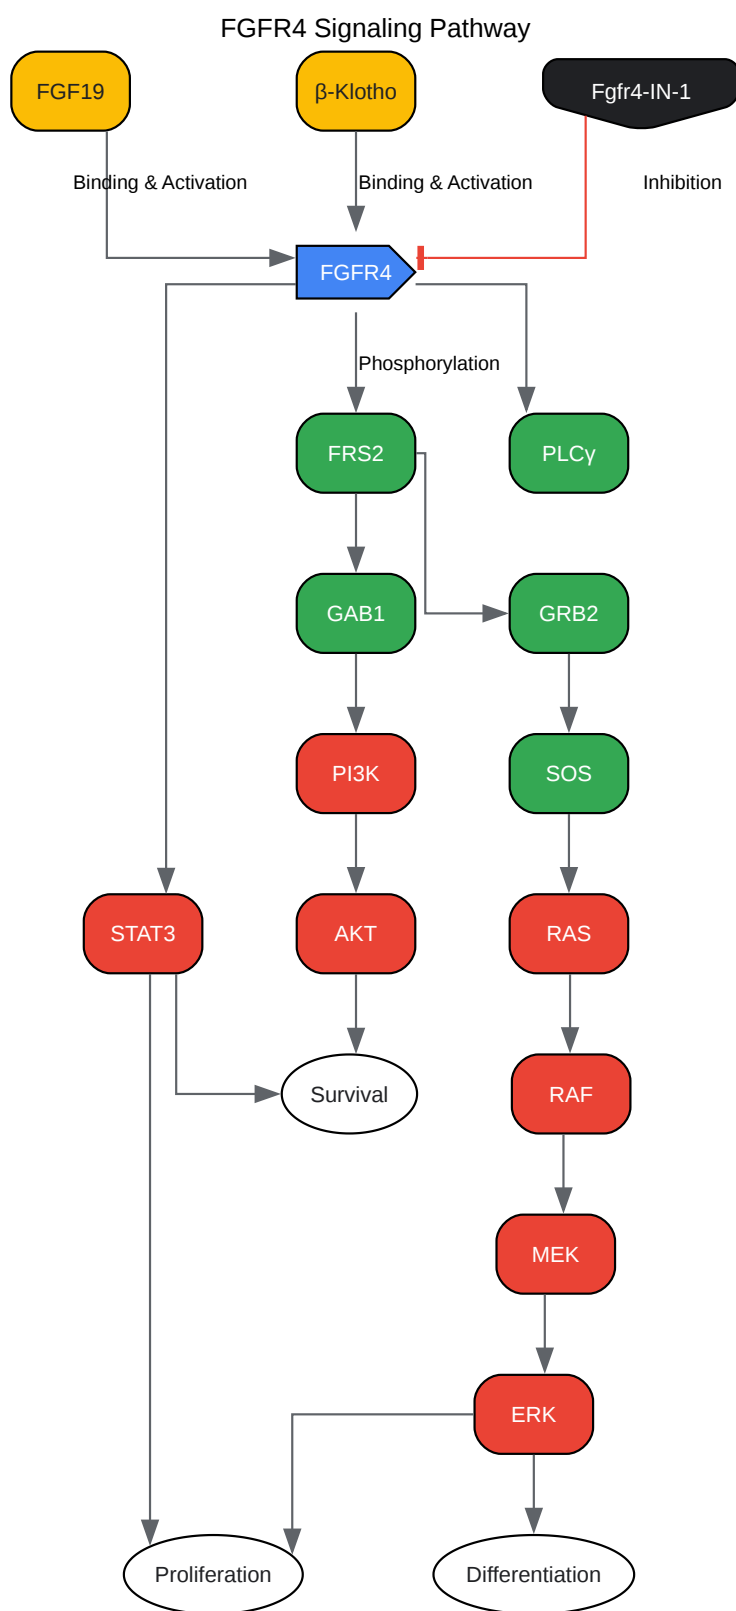 FGFR4 Signaling Pathway
FGF19
β-Klotho
Fgfr4-IN-1
Binding & Activation
Binding & Activation
Inhibition
FGFR4
Phosphorylation
FRS2
PLCγ
GAB1
GRB2
PI3K
SOS
STAT3
AKT
RAS
Survival
RAF
MEK
ERK
Proliferation
Differentiation